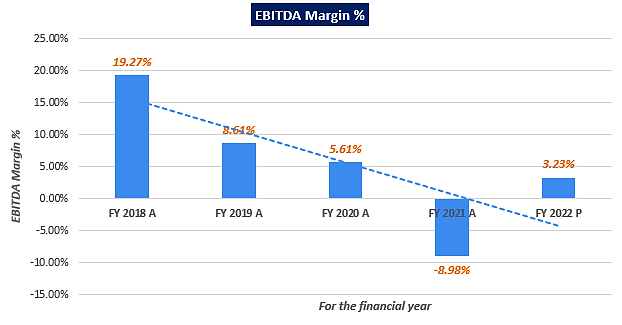 EBITDA Margin %
25.00%
20.00%
15.00%
10.00%
5.00%
0.00%
-5.00%
-10.00%
-15.00%
EBITDA Margin %
19.27%
8.61%
5.61%
-8.98%
3.23%
FY 2018 A
FY 2019 A
FY 2020 A
FY 2021 A
FY 2022 P
For the financial year